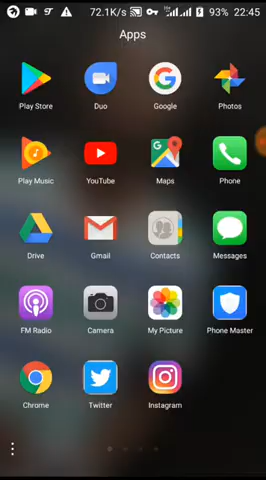 72.1K/s 93% 22:45
Apps
Play Store Duo Google Photos
Play Music YouTube Maps Phone
Drive Gmail Contacts Messages
FM Radio Camera My Picture Phone Master
Chrome Twitter Instagram